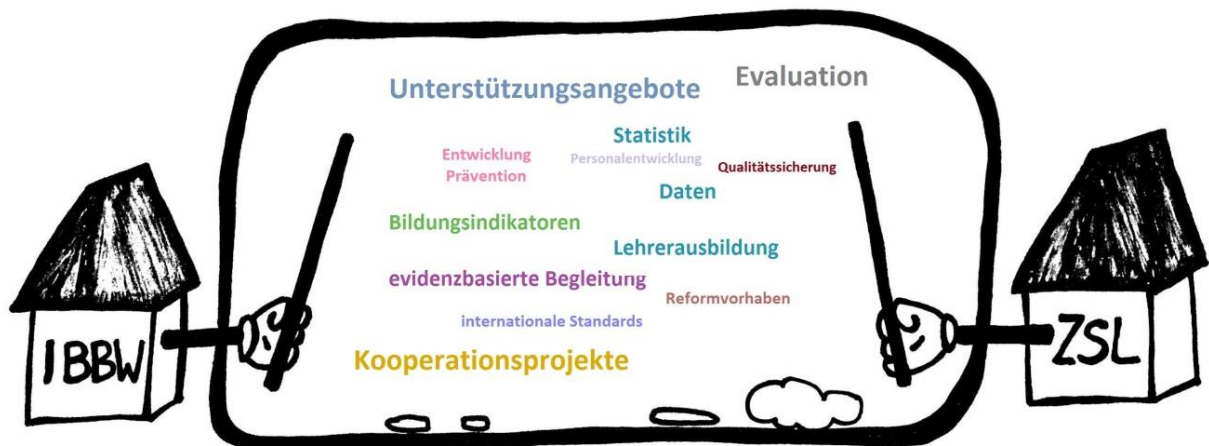 Unterstützungsangebote
Evaluation
Statistik
Entwicklung
Prävention
Personalentwicklung
Qualitätssicherung
Daten
Bildungsindikatoren
Lehrerausbildung
evidenzbasierte Begleitung
Reformvorhaben
internationale Standards
Kooperationsprojekte
IBBW
ZSL